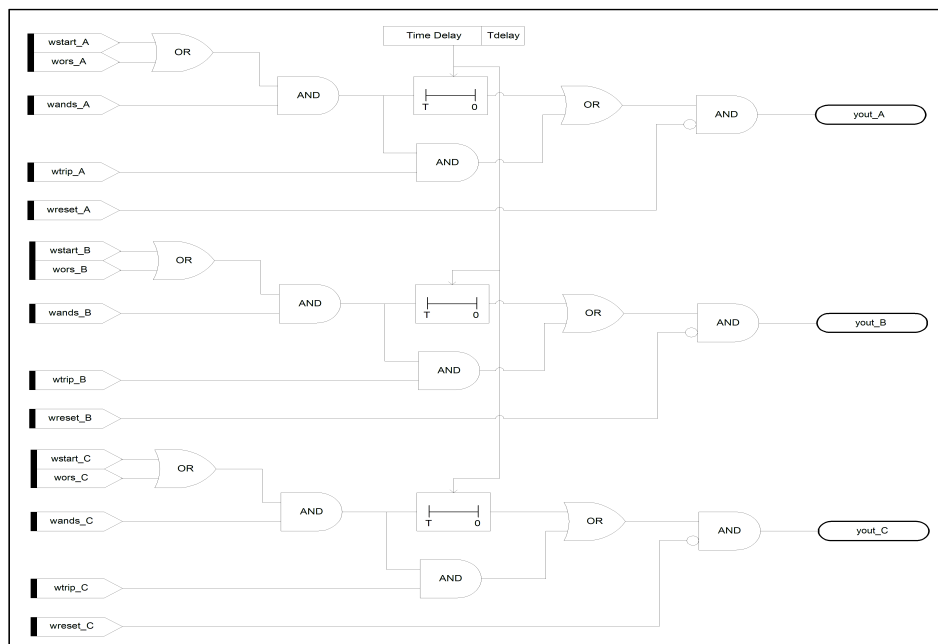 Time Delay Tdelay
wstart_A
wors_A
OR
wands_A
AND
T 0
OR
AND
yout_A
wtrip_A
AND
wreset_A
wstart_B
wors_B
OR
wands_B
AND
T 0
OR
AND
yout_B
wtrip_B
AND
wreset_B
wstart_C
wors_C
OR
wands_C
AND
T 0
OR
AND
yout_C
wtrip_C
AND
wreset_C